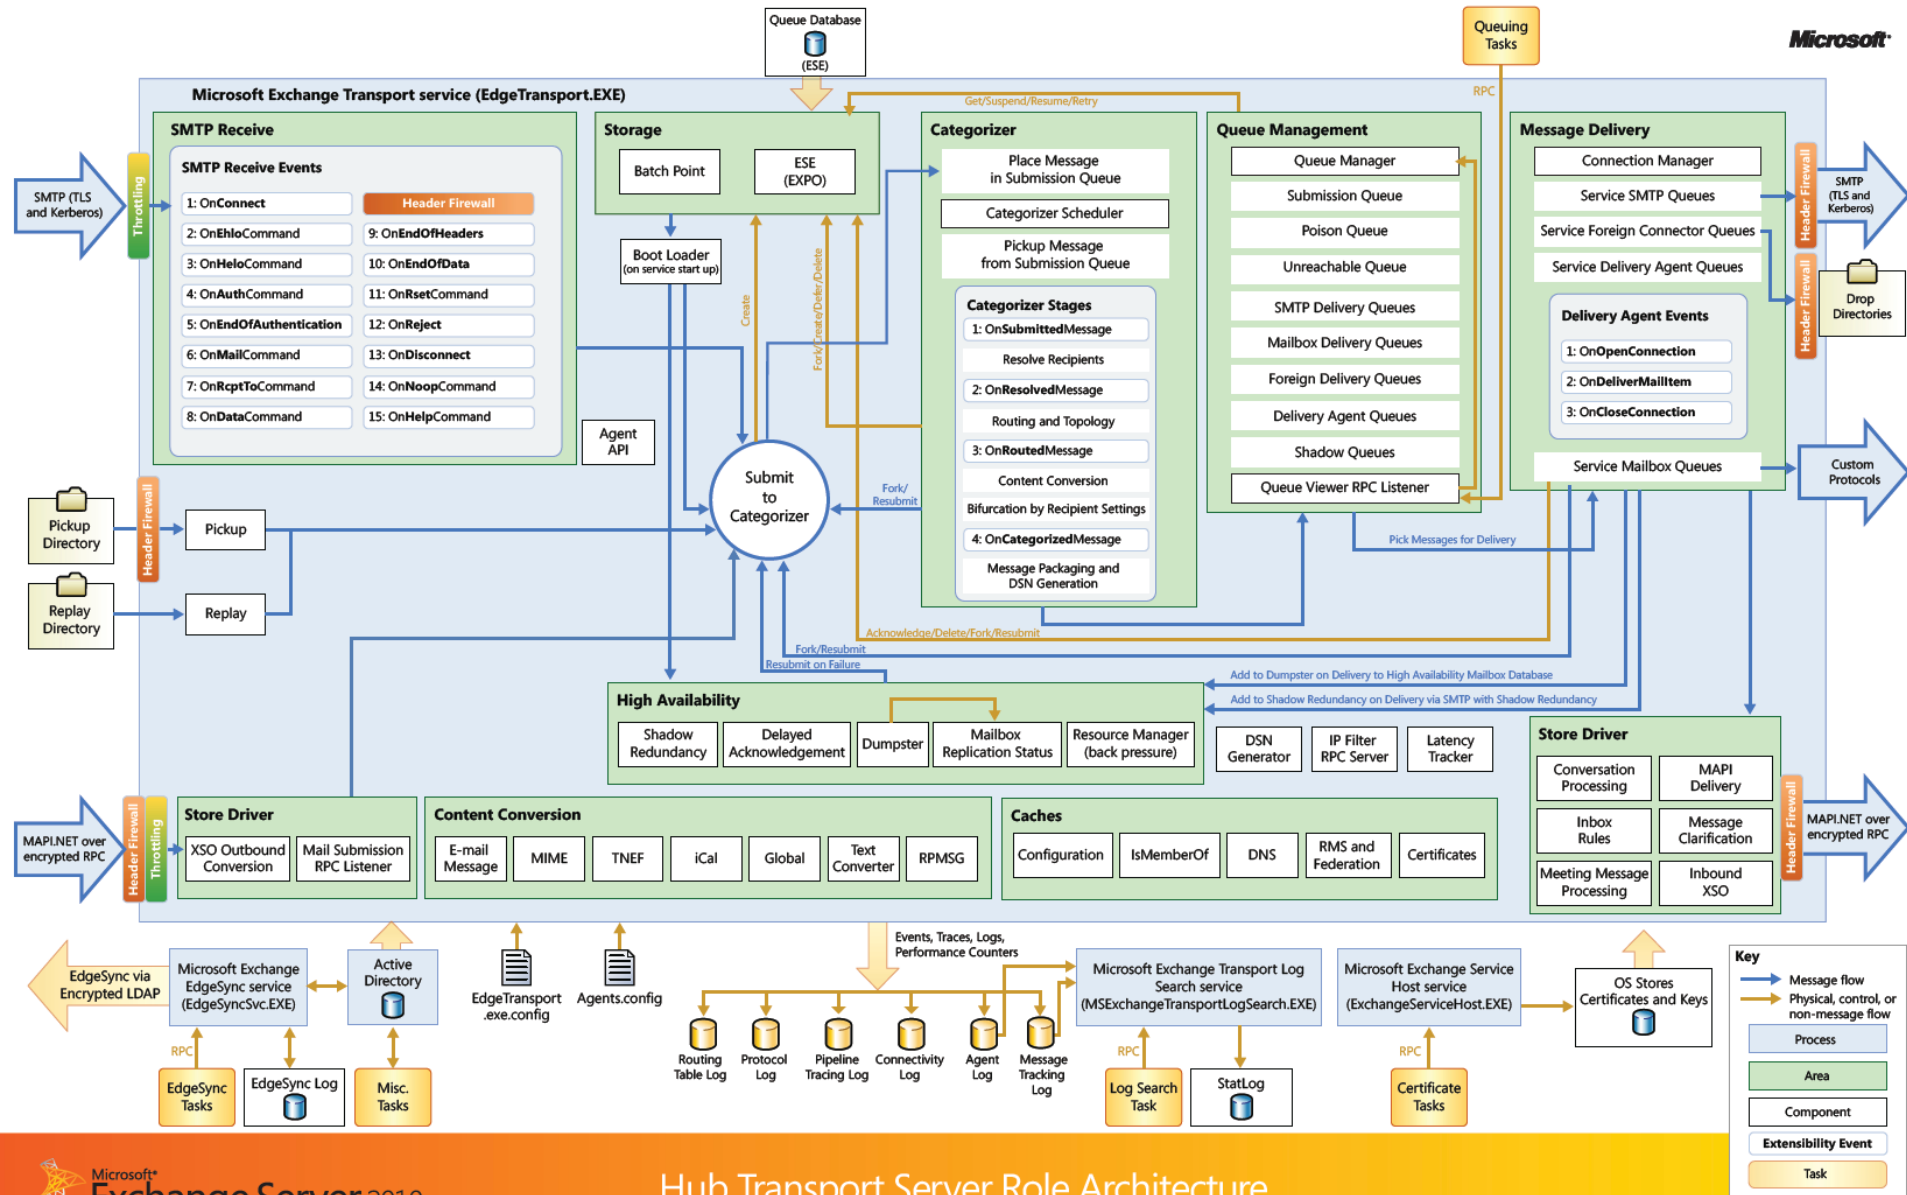 Queue Database
(ESE)
Queuing
Tasks
Microsoft
Microsoft Exchange Transport service (EdgeTransport.EXE)
Get/Suspend/Resume/Retry
RPC
SMTP Receive
SMTP Receive Events
1: OnConnect
2: OnEhloCommand
3: OnHeloCommand
4: OnAuthCommand
5: OnEndOfAuthentication
6: OnMailCommand
7: OnRcptToCommand
8: OnDataCommand
Header Firewall
9: OnEndOfHeaders
10: OnEndOfData
11: OnRsetCommand
12: OnReject
13: OnDisconnect
14: OnNoopCommand
15: OnHelpCommand
SMTP (TLS
and Kerberos)
Throttling
Storage
Batch Point
ESE
(EXPO)
Boot Loader
(on service start up)
Create
Fork/Create/Defer/Delete
Agent
API
Submit
to
Categorizer
Fork/
Resubmit
Categorizer
Place Message
in Submission Queue
Categorizer Scheduler
Pickup Message
from Submission Queue
Categorizer Stages
1: OnSubmittedMessage
Resolve Recipients
2: OnResolvedMessage
Routing and Topology
3: OnRoutedMessage
Content Conversion
Bifurcation by Recipient Settings
4: OnCategorizedMessage
Message Packaging and
DSN Generation
Queue Management
Queue Manager
Submission Queue
Poison Queue
Unreachable Queue
SMTP Delivery Queues
Mailbox Delivery Queues
Foreign Delivery Queues
Delivery Agent Queues
Shadow Queues
Queue Viewer RPC Listener
Pick Messages for Delivery
Message Delivery
Connection Manager
Service SMTP Queues
Service Foreign Connector Queues
Service Delivery Agent Queues
Delivery Agent Events
1: OnOpenConnection
2: OnDeliverMailItem
3: OnCloseConnection
Service Mailbox Queues
Header Firewall
SMTP
(TLS and
Kerberos)
Header Firewall
Drop
Directories
Custom
Protocols
Pickup
Directory
Header Firewall
Pickup
Replay
Directory
Replay
Acknowledge/Delete/Fork/Resubmit
Fork/Resubmit
Resubmit on Failure
Add to Dumpster on Delivery to High Availability Mailbox Database
Add to Shadow Redundancy on Delivery via SMTP with Shadow Redundancy
High Availability
Shadow
Redundancy
Delayed
Acknowledgement
Dumpster
Mailbox
Replication Status
Resource Manager
(back pressure)
DSN
Generator
IP Filter
RPC Server
Latency
Tracker
Store Driver
Conversation
Processing
MAPI
Delivery
Inbox
Rules
Message
Clarification
Meeting Message
Processing
Inbound
XSO
Header Firewall
MAPI.NET over
encrypted RPC
MAPI.NET over
encrypted RPC
Header Firewall
Throttling
Store Driver
XSO Outbound
Conversion
Mail Submission
RPC Listener
Content Conversion
E-mail
Message
MIME
TNEF
iCal
Global
Text
Converter
RPMSG
Caches
Configuration
IsMemberOf
DNS
RMS and
Federation
Certificates
EdgeSync via
Encrypted LDAP
Microsoft Exchange
EdgeSync service
(EdgeSyncSvc.EXE)
Active
Directory
RPC
EdgeSync
Tasks
EdgeSync Log
Misc.
Tasks
EdgeTransport
.exe.config
Agents.config
Events, Traces, Logs,
Performance Counters
Routing
Table Log
Protocol
Log
Pipeline
Tracing Log
Connectivity
Log
Agent
Log
Message
Tracking
Log
Microsoft Exchange Transport Log
Search service
(MSExchangeTransportLogSearch.EXE)
RPC
Log Search
Task
StatLog
Microsoft Exchange Service
Host service
(ExchangeServiceHost.EXE)
RPC
Certificate
Tasks
OS Stores
Certificates and Keys
Key
Message flow
Physical, control, or
non-message flow
Process
Area
Component
Extensibility Event
Task
Microsoft
Exchange Server 2010
Hub Transport Server Role Architecture